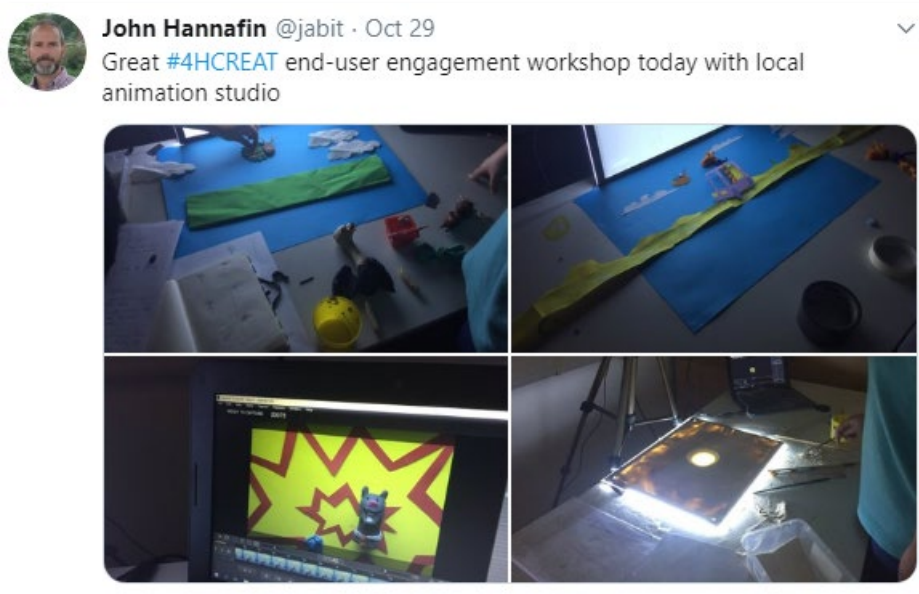 John Hannafin @jabit · Oct 29
Great #4HCREAT end-user engagement workshop today with local
animation studio